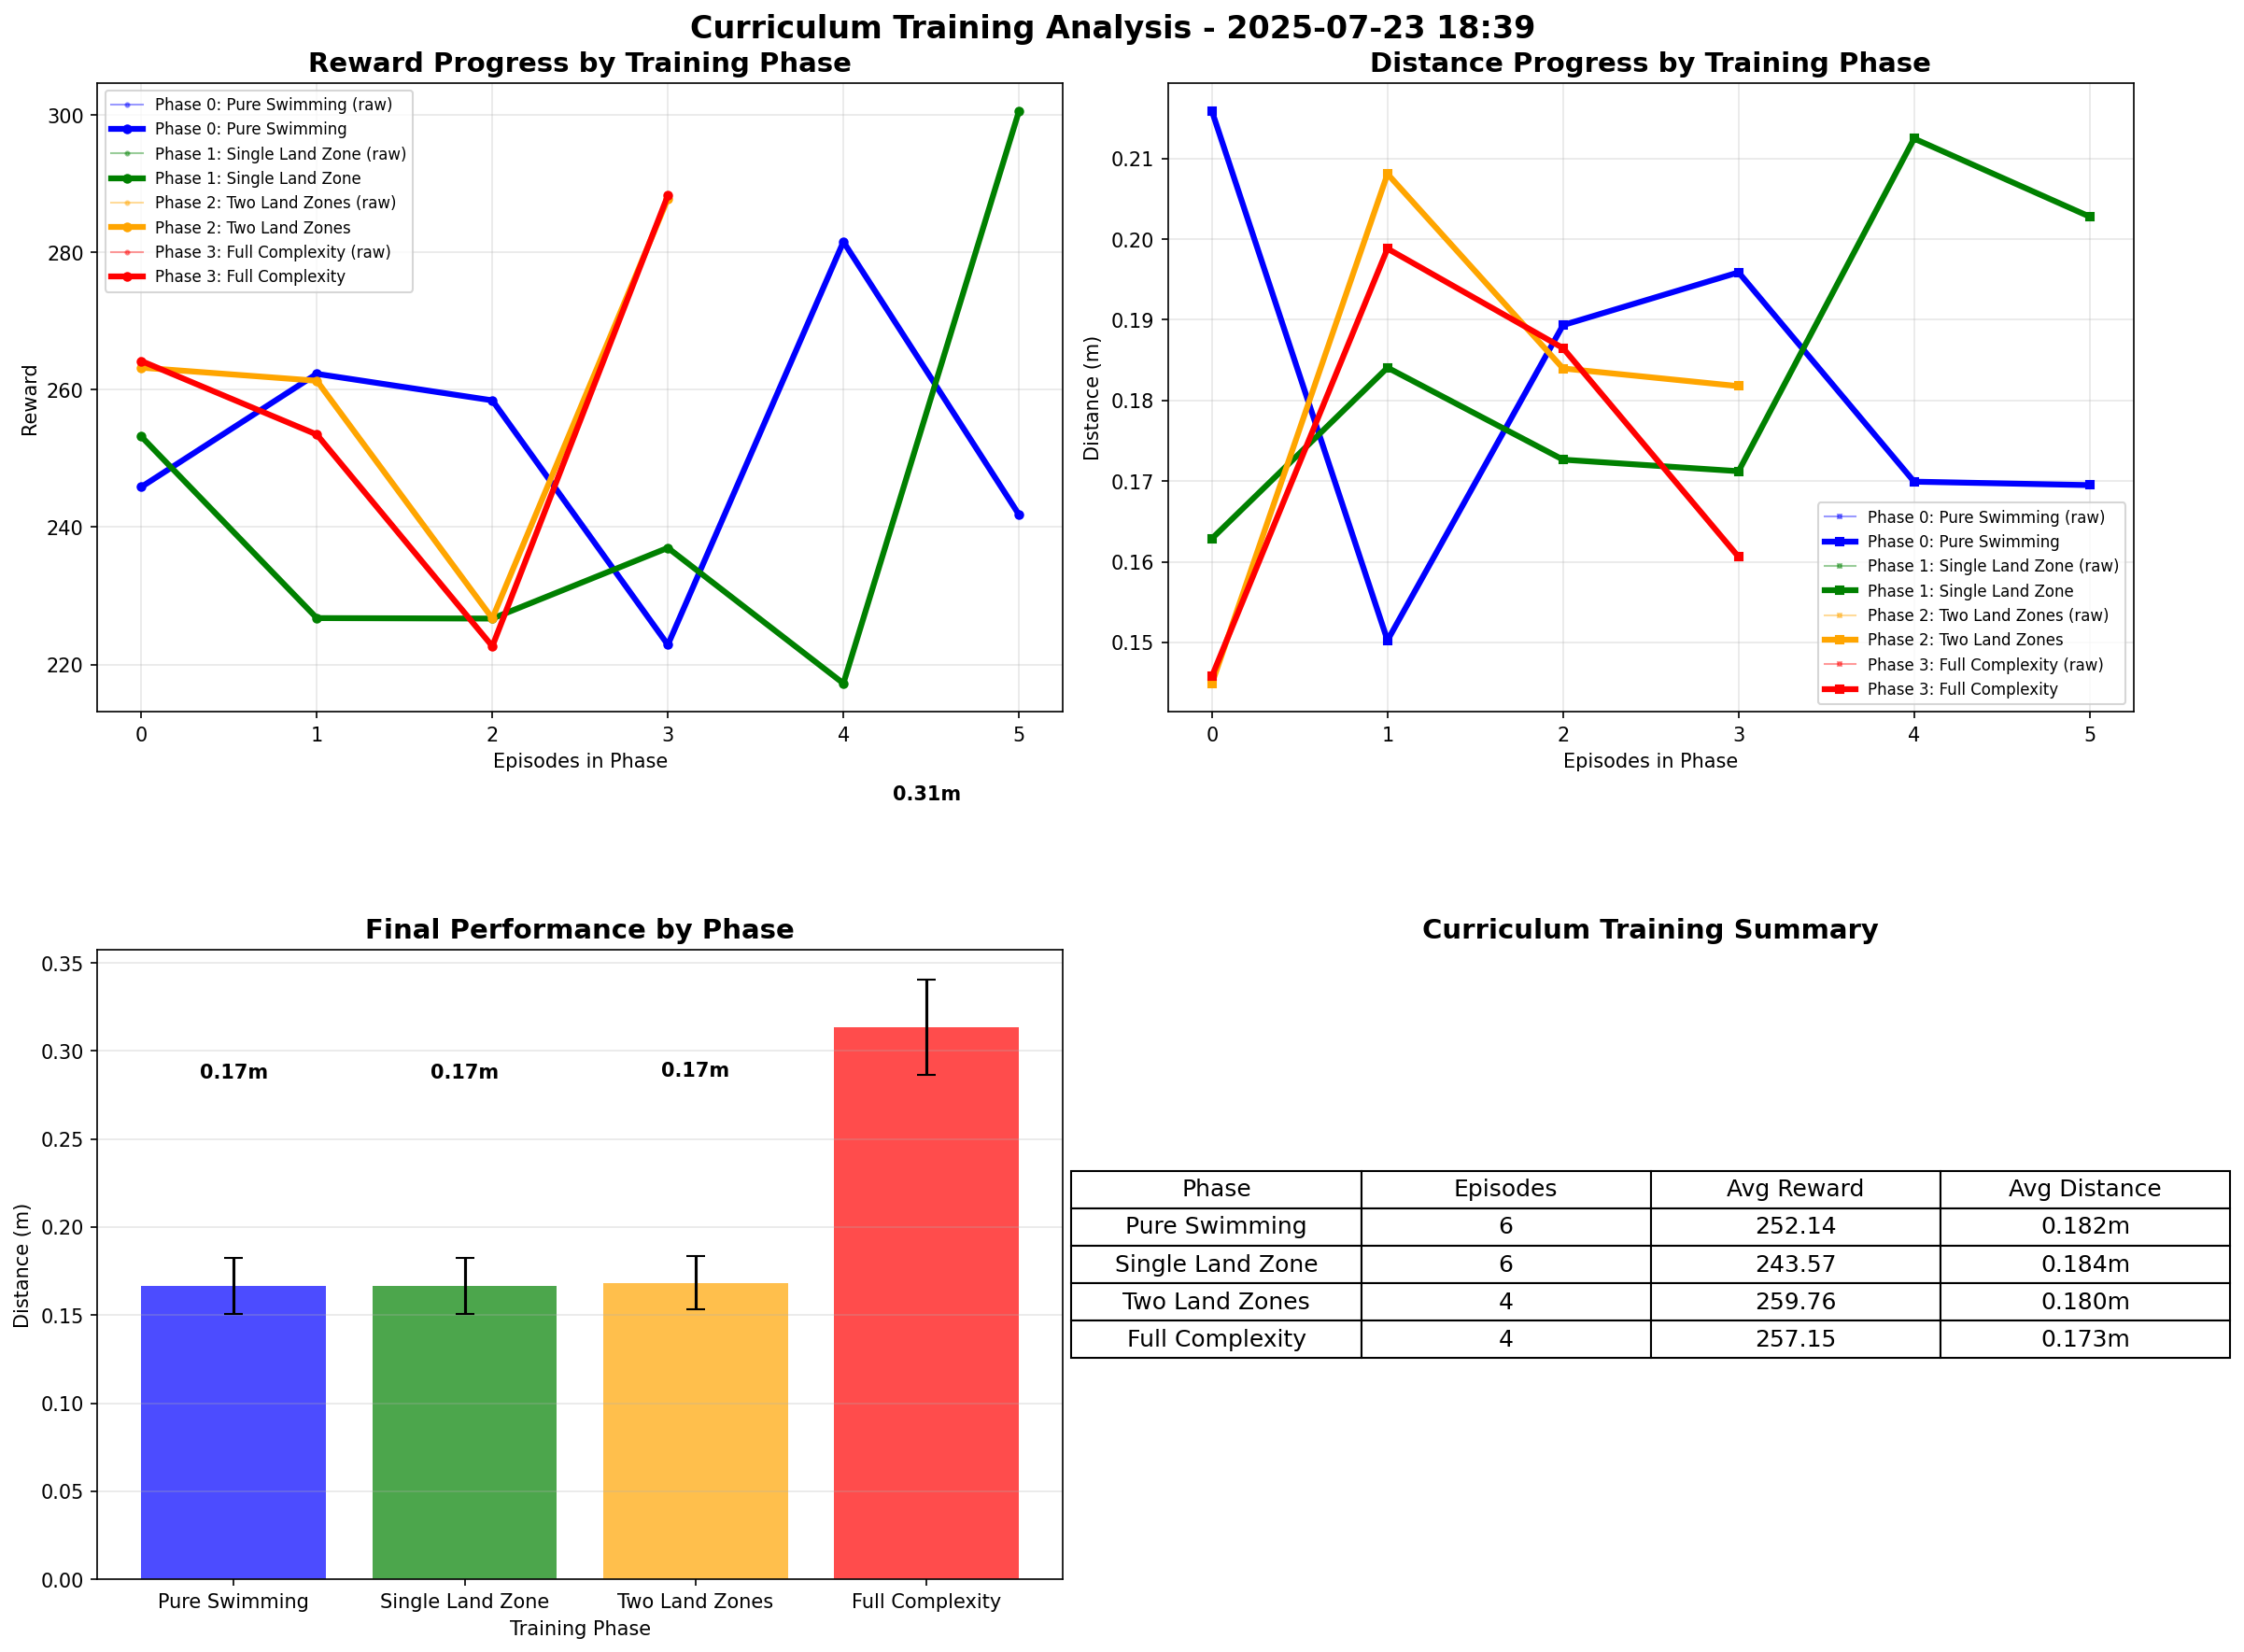 Curriculum Training Analysis - 2025-07-23 18:39
Reward Progress by Training Phase
300
280
260
240
220
Reward
Phase 0: Pure Swimming (raw)
Phase 0: Pure Swimming
Phase 1: Single Land Zone (raw)
Phase 1: Single Land Zone
Phase 2: Two Land Zones (raw)
Phase 2: Two Land Zones
Phase 3: Full Complexity (raw)
Phase 3: Full Complexity
0 1 2 3 4 5
Episodes in Phase
Distance Progress by Training Phase
0.21
0.20
0.19
0.18
0.17
0.16
0.15
Distance (m)
Phase 0: Pure Swimming (raw)
Phase 0: Pure Swimming
Phase 1: Single Land Zone (raw)
Phase 1: Single Land Zone
Phase 2: Two Land Zones (raw)
Phase 2: Two Land Zones
Phase 3: Full Complexity (raw)
Phase 3: Full Complexity
0 1 2 3 4 5
Episodes in Phase
0.31m
Final Performance by Phase
0.35
0.30
0.25
0.20
0.15
0.10
0.05
0.00
Distance (m)
0.17m 0.17m 0.17m
Pure Swimming Single Land Zone Two Land Zones Full Complexity
Training Phase
Curriculum Training Summary
Phase Episodes Avg Reward Avg Distance
Pure Swimming 6 252.14 0.182m
Single Land Zone 6 243.57 0.184m
Two Land Zones 4 259.76 0.180m
Full Complexity 4 257.15 0.173m